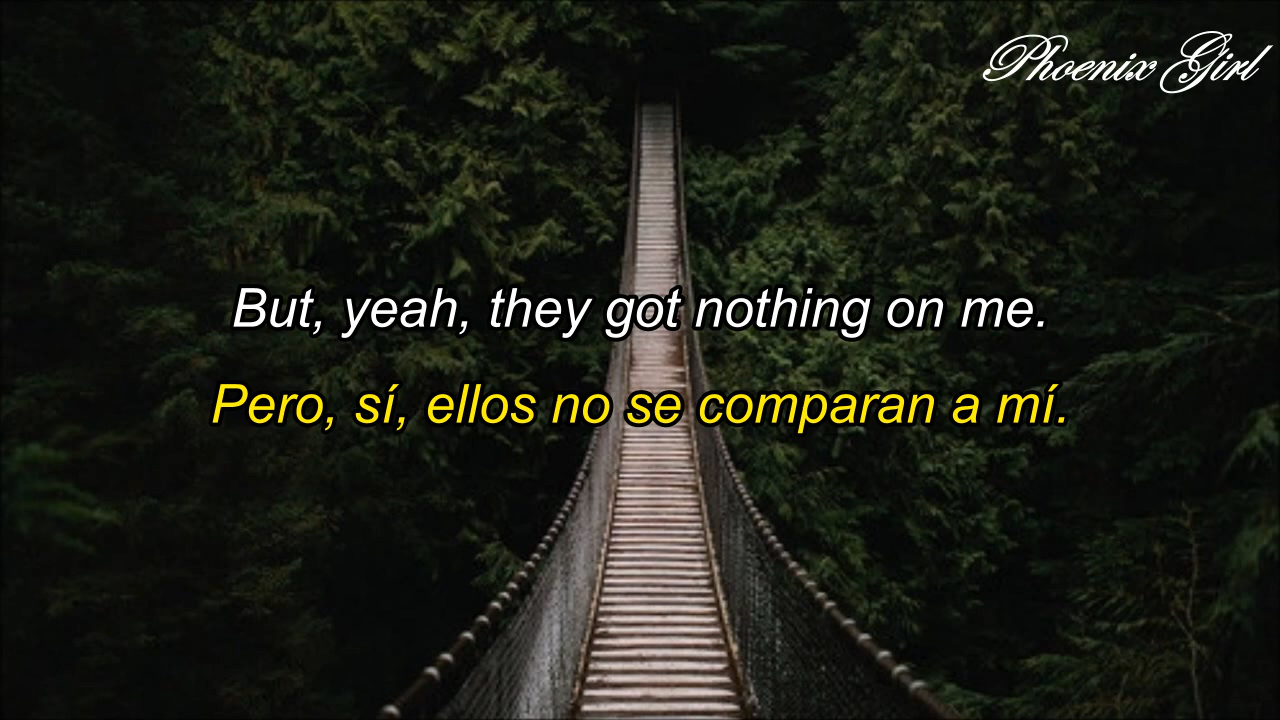 Phoenix Girl
But, yeah, they got nothing on me.
Pero, sí, ellos no se comparan a mí.